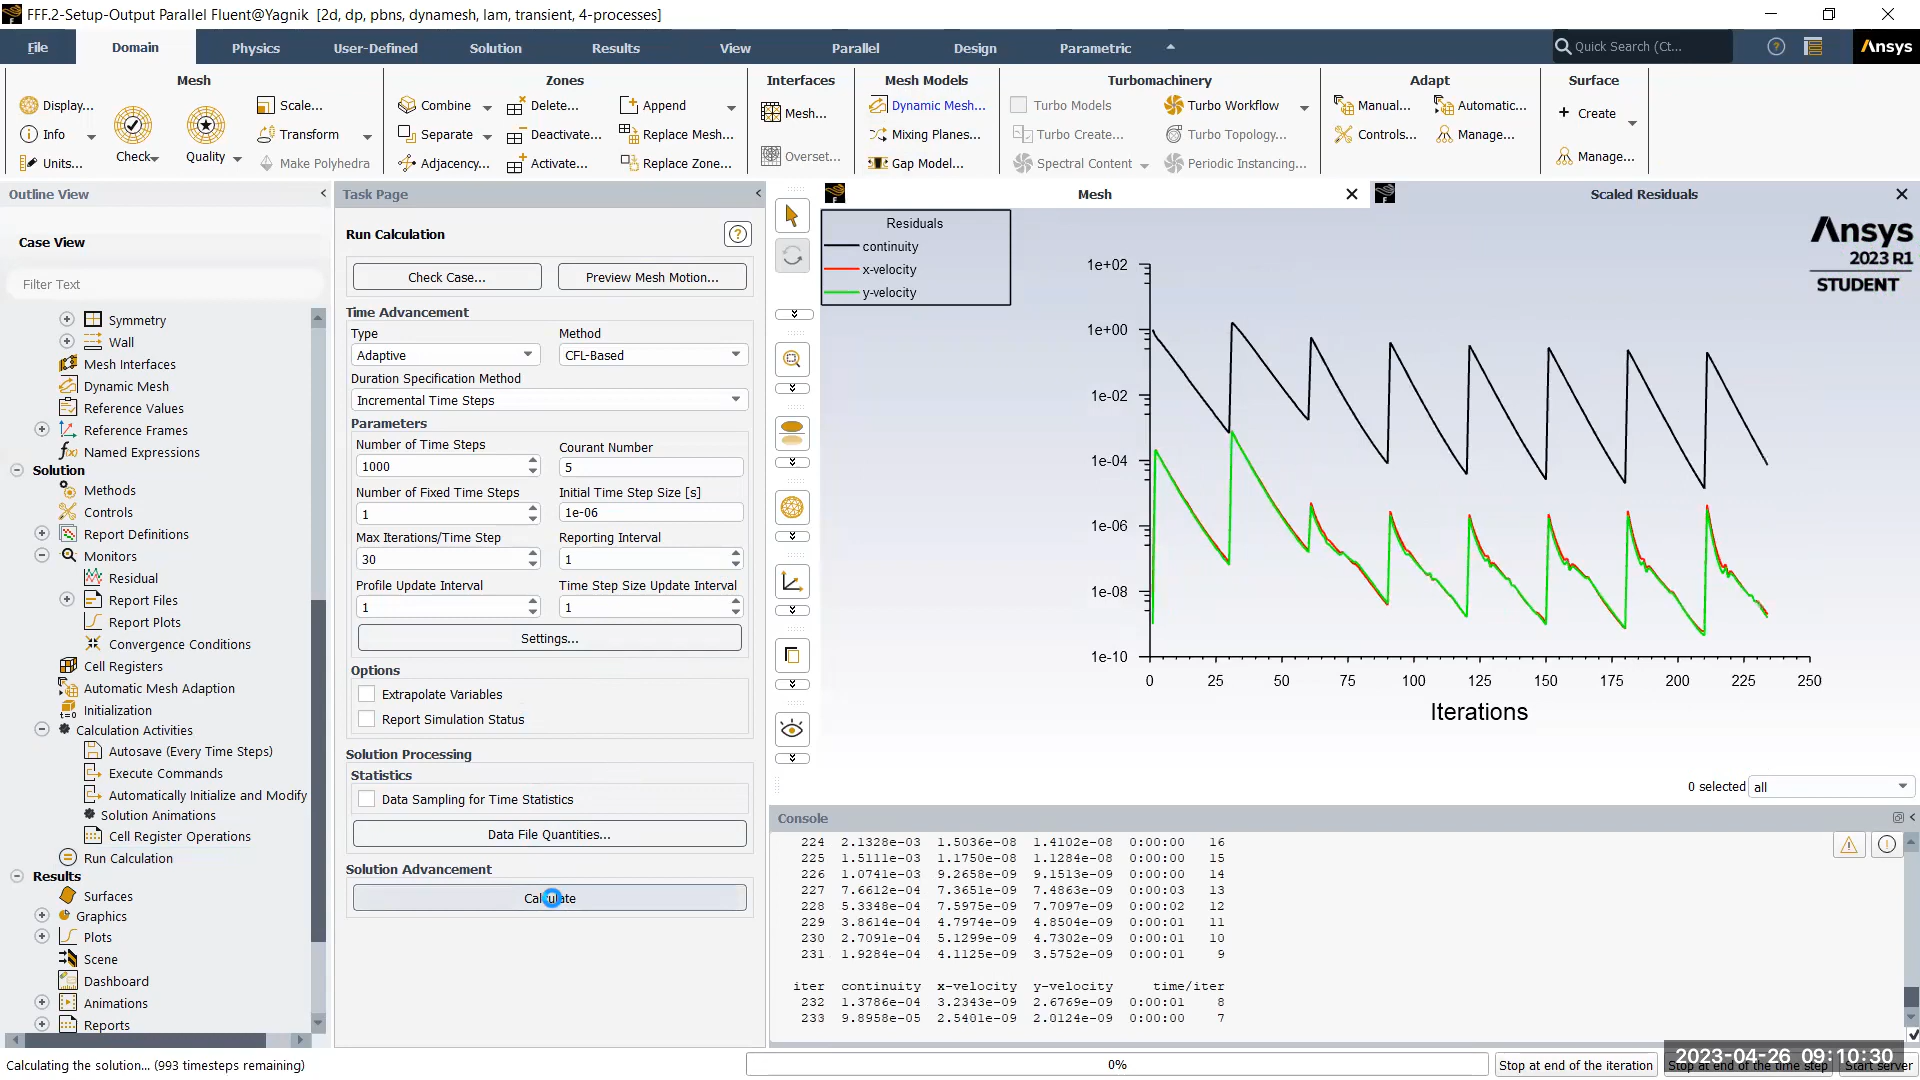 FFF.2-Setup-Output Parallel Fluent@Yagnik [2d, dp, pbns, dynamesh, lam, transient, 4-processes]
File Domain Physics User-Defined Solution Results View Parallel Design Parametric Quick Search (Ct... Ansys
Mesh Zones Interfaces Mesh Models Turbomachinery Adapt Surface
Display... Scale... Combine Delete... Append Mesh... Dynamic Mesh... Turbo Models Turbo Workflow Manual... Automatic... Create
Info Check Quality Transform Separate Deactivate... Replace Mesh... Mixing Planes... Turbo Create... Turbo Topology... Controls... Manage...
Units... Make Polyhedra Adjacency... Activate... Replace Zone... Overset... Gap Model... Spectral Content Periodic Instancing... Manage...
Outline View
Case View
Filter Text
Symmetry
Wall
Mesh Interfaces
Dynamic Mesh
Reference Values
Reference Frames
f(x) Named Expressions
Solution
Methods
Controls
Report Definitions
Monitors
Residual
Report Files
Report Plots
Convergence Conditions
Cell Registers
Automatic Mesh Adaption
t=0 Initialization
Calculation Activities
Autosave (Every Time Steps)
Execute Commands
Automatically Initialize and Modify
Solution Animations
Cell Register Operations
Run Calculation
Results
Surfaces
Graphics
Plots
Scene
Dashboard
Animations
Reports
Task Page
Run Calculation ?
Check Case... Preview Mesh Motion...
Time Advancement
Type Method
Adaptive CFL-Based
Duration Specification Method
Incremental Time Steps
Parameters
Number of Time Steps Courant Number
1000 5
Number of Fixed Time Steps Initial Time Step Size [s]
1 1e-06
Max Iterations/Time Step Reporting Interval
30 1
Profile Update Interval Time Step Size Update Interval
1 1
Settings...
Options
Extrapolate Variables
Report Simulation Status
Solution Processing
Statistics
Data Sampling for Time Statistics
Data File Quantities...
Solution Advancement
Calculate
Mesh Scaled Residuals
Residuals
continuity
x-velocity
y-velocity
Ansys
2023 R1
STUDENT
1e+02
1e+00
1e-02
1e-04
1e-06
1e-08
1e-10
0 25 50 75 100 125 150 175 200 225 250
Iterations
0 selected all
Console
224 2.1328e-03 1.5036e-08 1.4102e-08 0:00:00 16
225 1.5111e-03 1.1750e-08 1.1284e-08 0:00:00 15
226 1.0741e-03 9.2658e-09 9.1513e-09 0:00:00 14
227 7.6612e-04 7.3651e-09 7.4863e-09 0:00:03 13
228 5.3348e-04 7.5975e-09 7.7097e-09 0:00:02 12
229 3.8614e-04 4.7974e-09 4.8504e-09 0:00:01 11
230 2.7091e-04 5.1299e-09 4.7302e-09 0:00:01 10
231 1.9284e-04 4.1125e-09 3.5752e-09 0:00:01 9
iter continuity x-velocity y-velocity time/iter
232 1.3786e-04 3.2343e-09 2.6769e-09 0:00:01 8
233 9.8958e-05 2.5401e-09 2.0124e-09 0:00:00 7
Calculating the solution... (993 timesteps remaining) 0% Stop at end of the iteration Stop at end of the time step Start server
2023-04-26 09:10:30